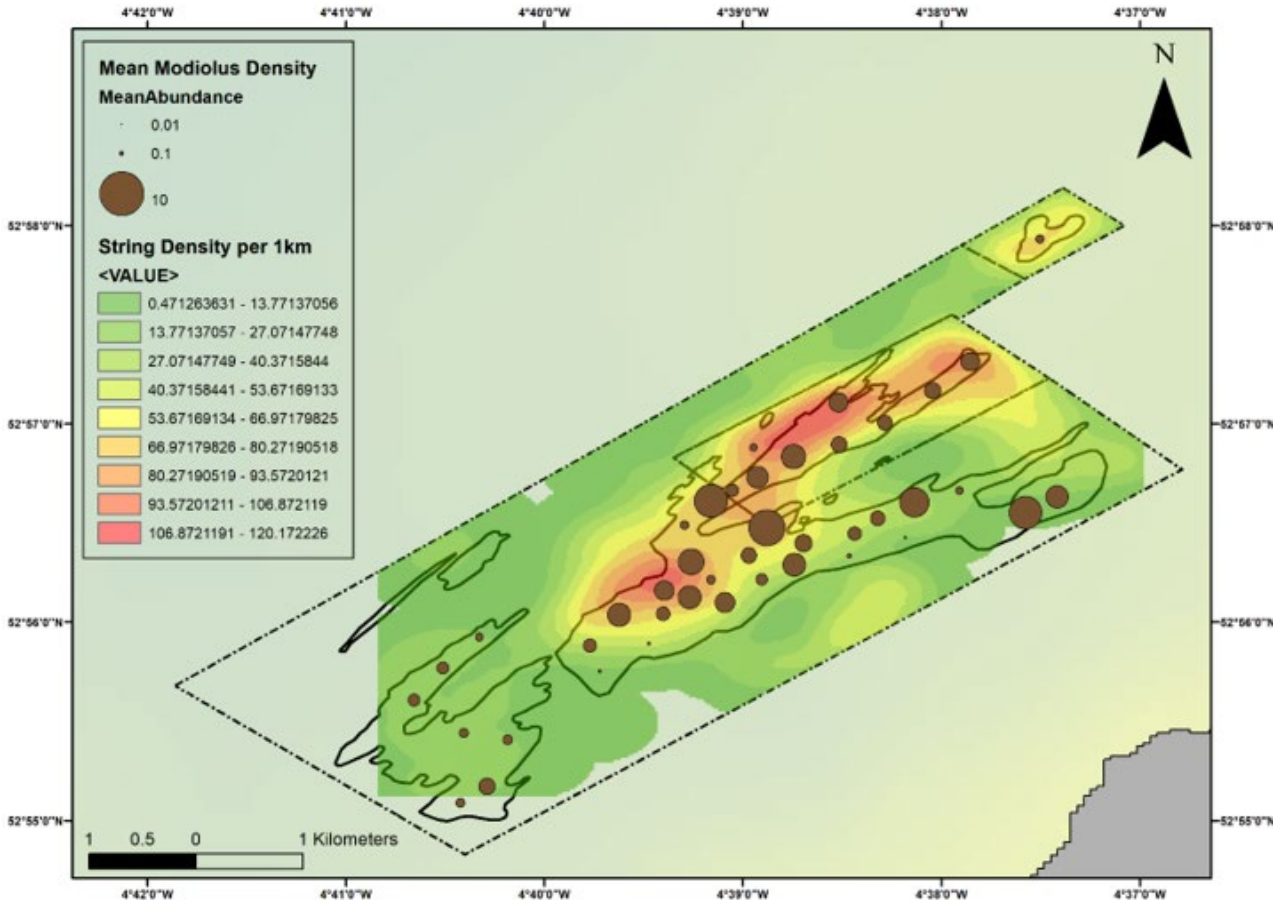 4°42'0"W 4°41'0"W 4°40'0"W 4°39'0"W 4°38'0"W 4°37'0"W
N
Mean Modiolus Density
MeanAbundance
0.01
0.1
10
String Density per 1km
<VALUE>
0.471263631 - 13.77137056
13.77137057 - 27.07147748
27.07147749 - 40.3715844
40.37158441 - 53.67169133
53.67169134 - 66.97179825
66.97179826 - 80.27190518
80.27190519 - 93.5720121
93.57201211 - 106.872119
106.8721191 - 120.172226
52°58'0"N 52°58'0"N
52°57'0"N 52°57'0"N
52°56'0"N 52°56'0"N
52°55'0"N 52°55'0"N
1 0.5 0 1 Kilometers
4°42'0"W 4°41'0"W 4°40'0"W 4°39'0"W 4°38'0"W 4°37'0"W